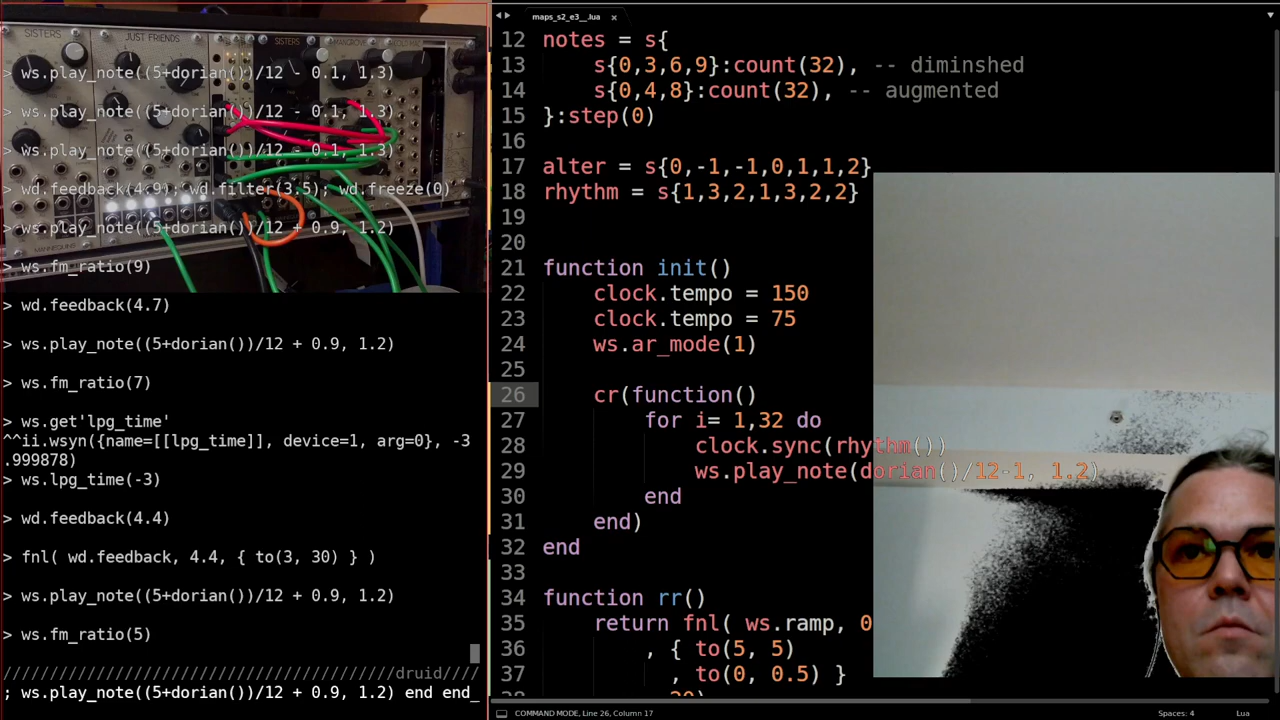 SISTERS
JUST FRIENDS
SISTERS
MANGROVE
> ws.play_note((5+dorian())/12 - 0.1, 1.3)
> ws.play_note((5+dorian())/12 - 0.1, 1.3)
> ws.play_note((5+dorian())/12 - 0.1, 1.3)
> wd.feedback(4.9); wd.filter(3.5); wd.freeze(0)
> ws.play_note((5+dorian())/12 + 0.9, 1.2)
> ws.fm_ratio(9)
> wd.feedback(4.7)
> ws.play_note((5+dorian())/12 + 0.9, 1.2)
> ws.fm_ratio(7)
> ws.get'lpg_time'
^^ii.wsyn({name=[[lpg_time]], device=1, arg=0}, -3
.999878)
> ws.lpg_time(-3)
> wd.feedback(4.4)
> fnl( wd.feedback, 4.4, { to(3, 30) } )
> ws.play_note((5+dorian())/12 + 0.9, 1.2)
> ws.fm_ratio(5)
/////////////////////////////////////////////druid////
; ws.play_note((5+dorian())/12 + 0.9, 1.2) end end_
maps_s2_e3__.lua ×
12 notes = s{
13 s{0,3,6,9}:count(32), -- diminshed
14 s{0,4,8}:count(32), -- augmented
15 }:step(0)
16
17 alter = s{0,-1,-1,0,1,1,2}
18 rhythm = s{1,3,2,1,3,2,2}
19
20
21 function init()
22 clock.tempo = 150
23 clock.tempo = 75
24 ws.ar_mode(1)
25
26 cr(function()
27 for i= 1,32 do
28 clock.sync(rhythm())
29 ws.play_note(dorian()/12-1, 1.2)
30 end
31 end)
32 end
33
34 function rr()
35 return fnl( ws.ramp, 0
36 , { to(5, 5)
37 , to(0, 0.5) }
38 , 20)
COMMAND MODE, Line 26, Column 17
Spaces: 4
Lua